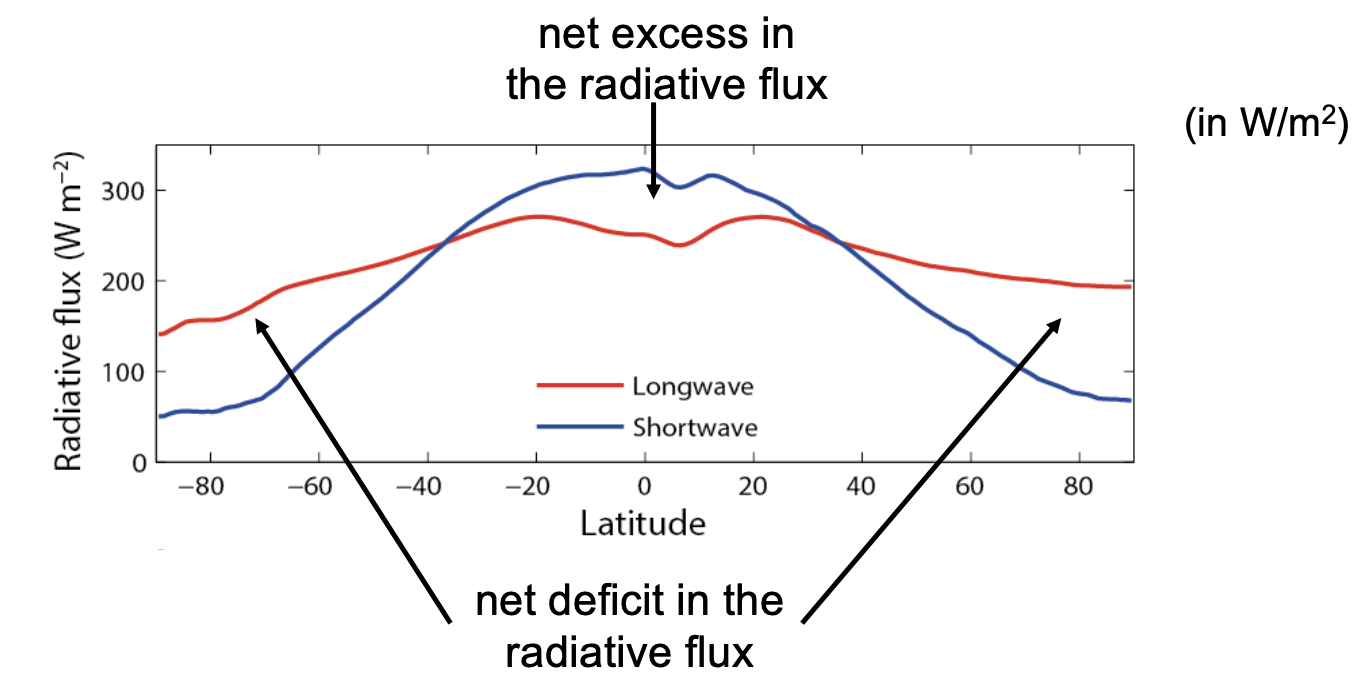 net excess in
the radiative flux
(in W/m²)
Radiative flux (W m⁻²)
300
200
100
0
Longwave
Shortwave
−80 −60 −40 −20 0 20 40 60 80
Latitude
net deficit in the
radiative flux